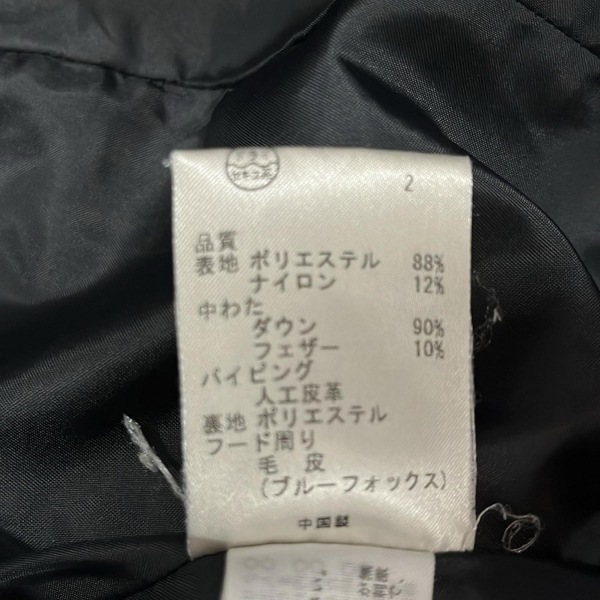 2
品質
表地 ポリエステル 88%
ナイロン 12%
中わた
ダウン 90%
フェザー 10%
パイピング
人工皮革
裏地 ポリエステル
フード周り
毛 皮
(ブルーフォックス)
中国製